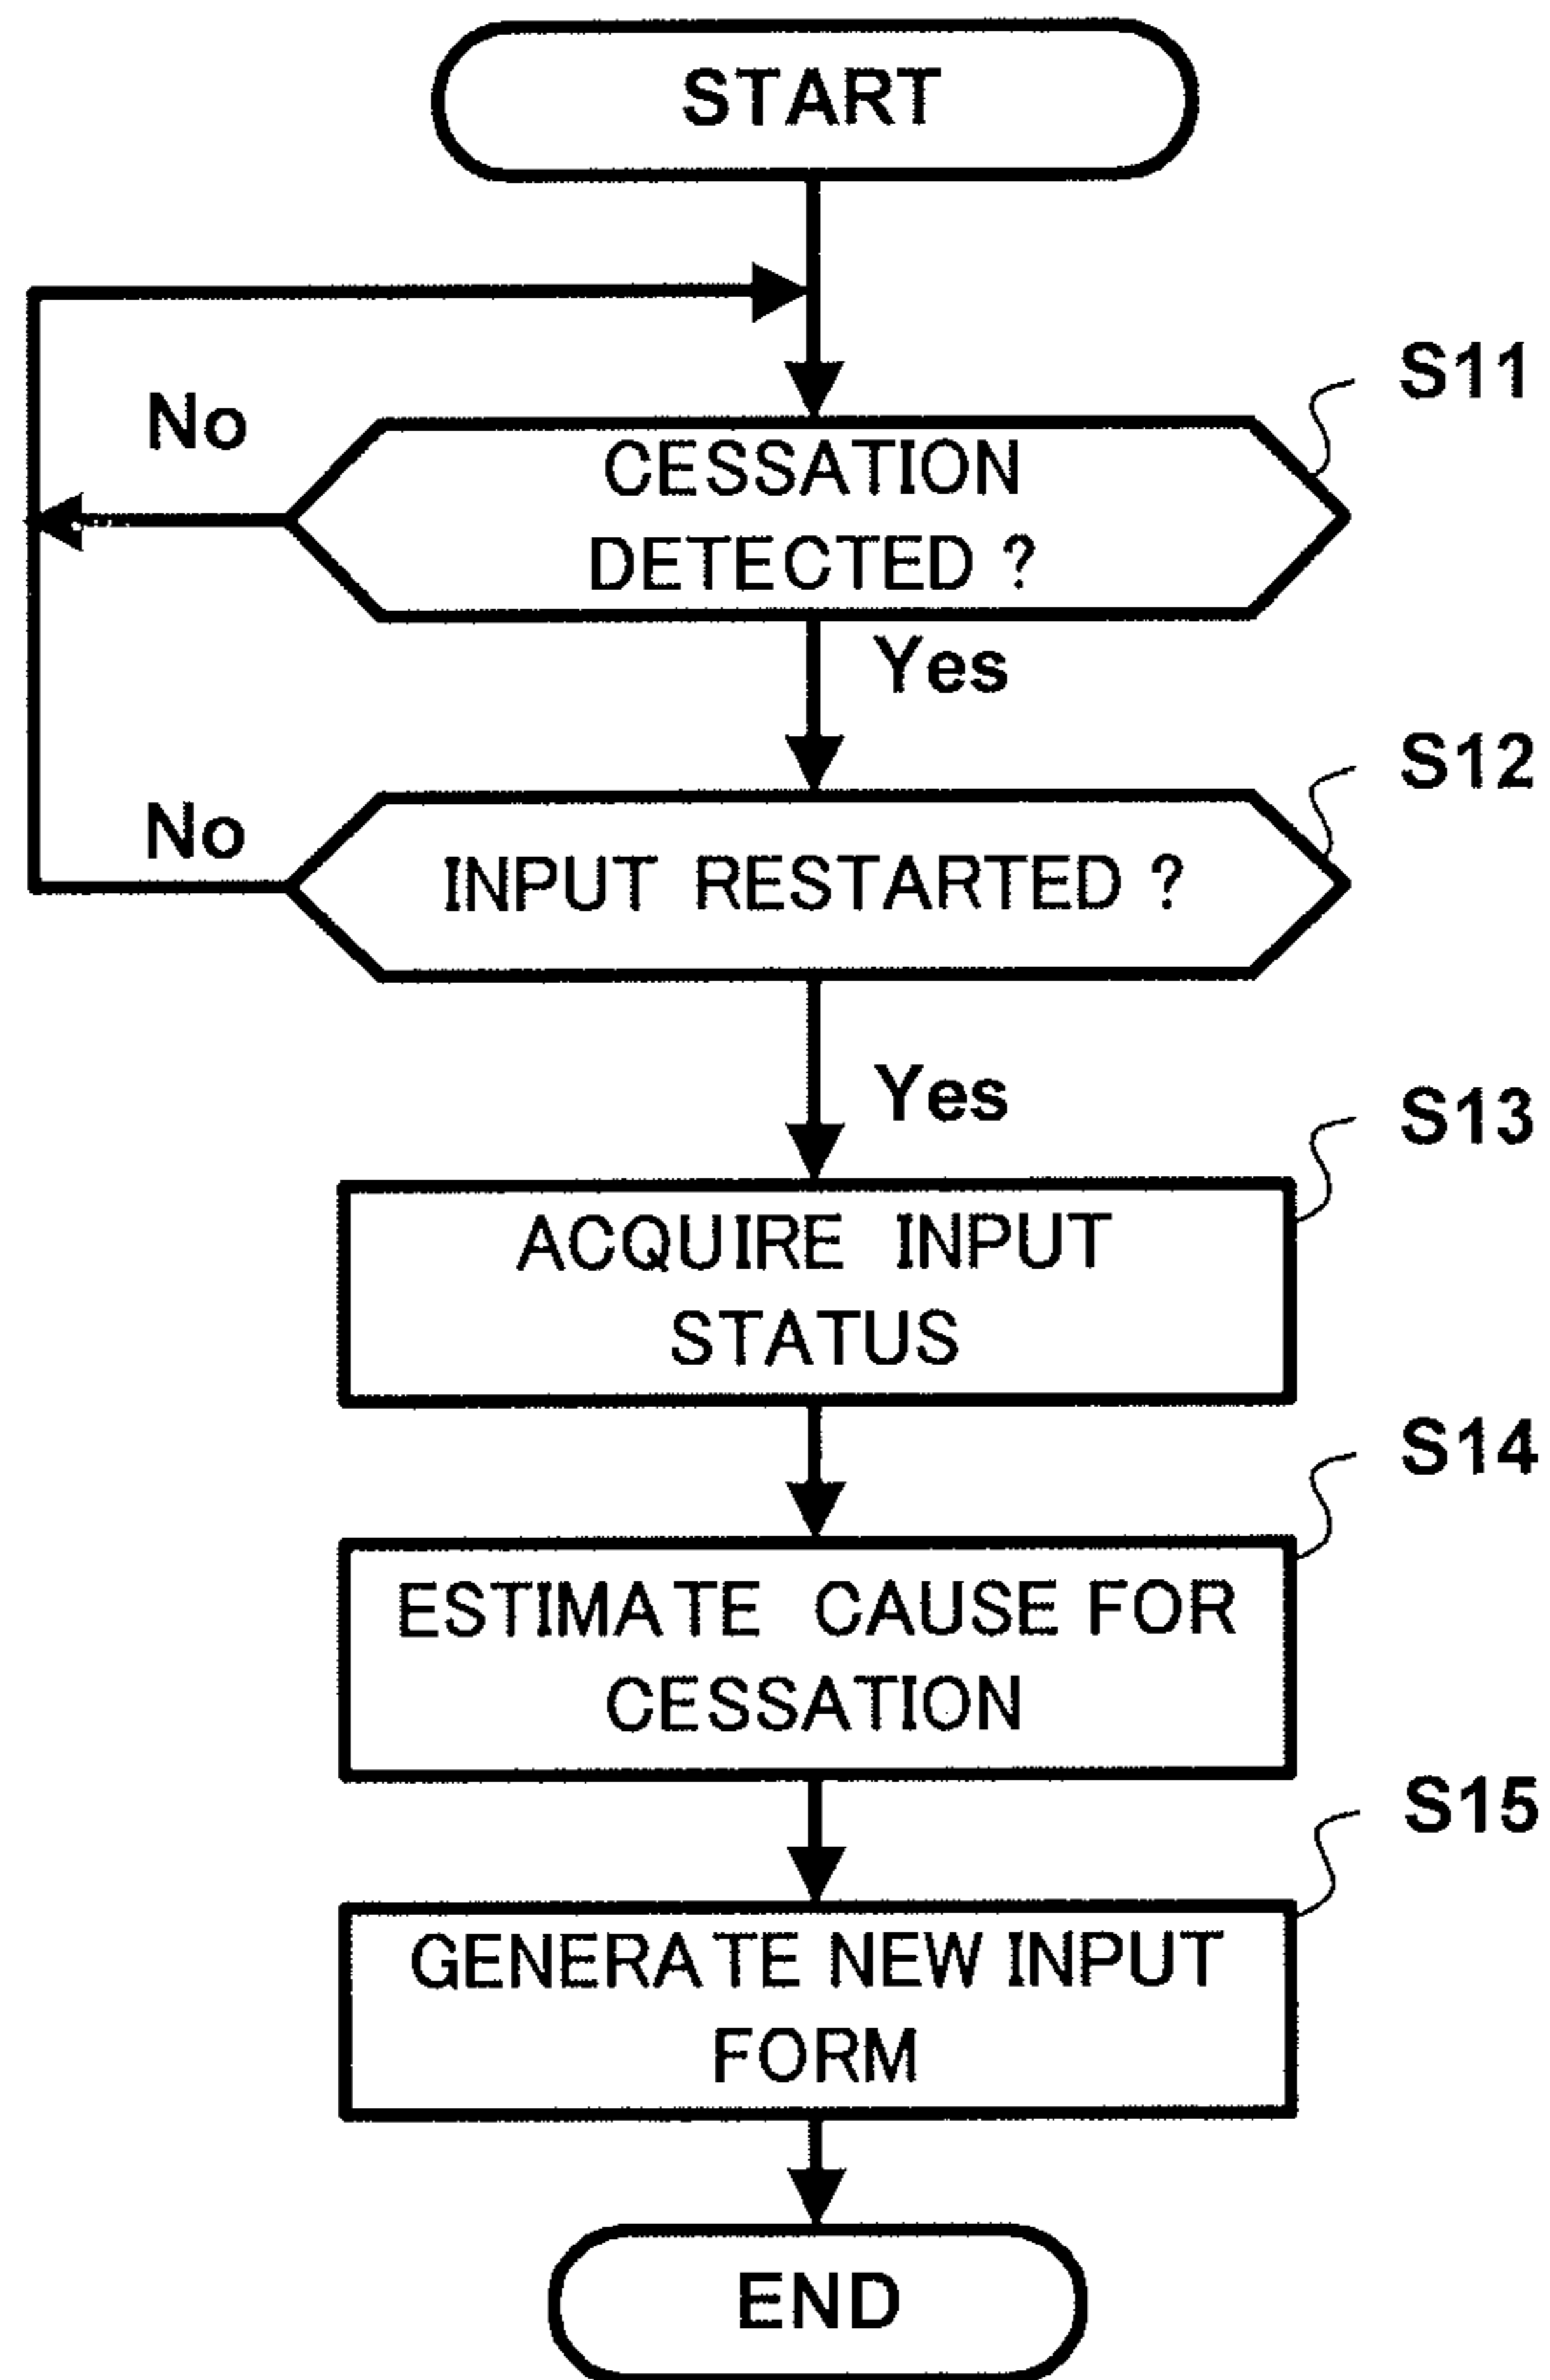 START
S11
No
CESSATION
DETECTED ?
Yes
S12
No
INPUT RESTARTED ?
Yes
S13
ACQUIRE INPUT
STATUS
S14
ESTIMATE CAUSE FOR
CESSATION
S15
GENERATE NEW INPUT
FORM
END